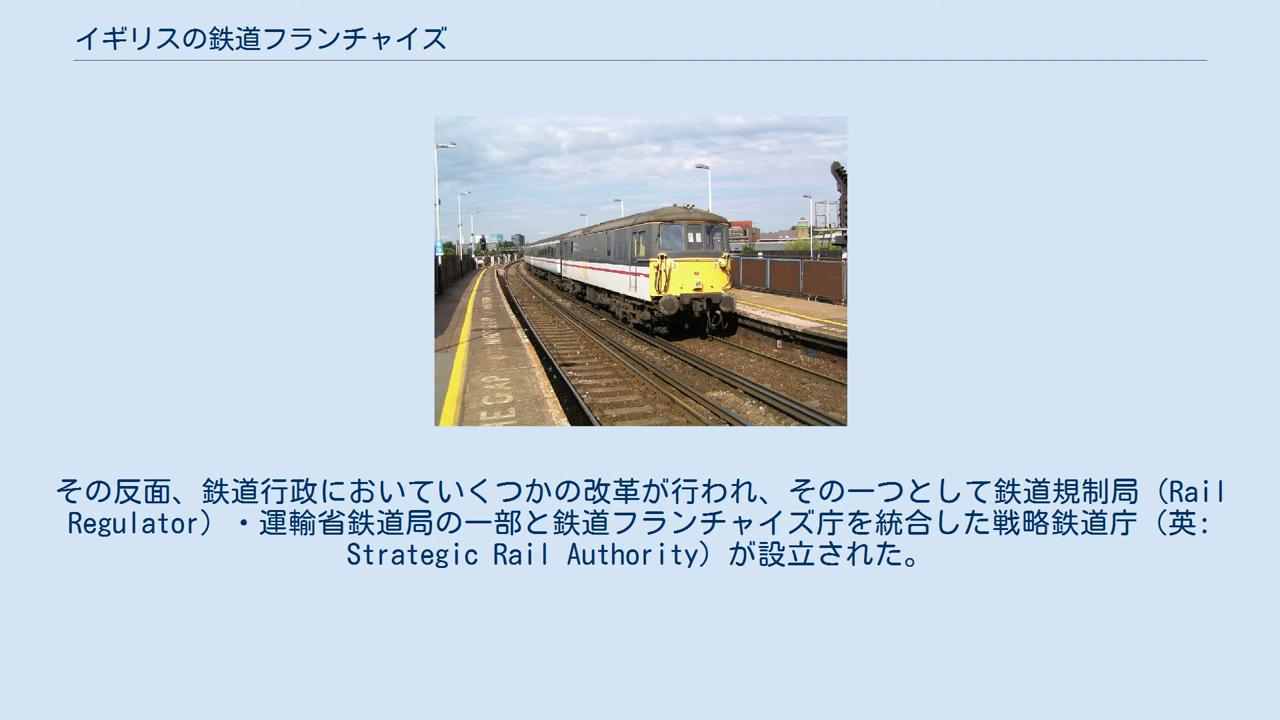 イギリスの鉄道フランチャイズ
その反面、鉄道行政においていくつかの改革が行われ、その一つとして鉄道規制局（Rail
Regulator）・運輸省鉄道局の一部と鉄道フランチャイズ庁を統合した戦略鉄道庁（英:
Strategic Rail Authority）が設立された。